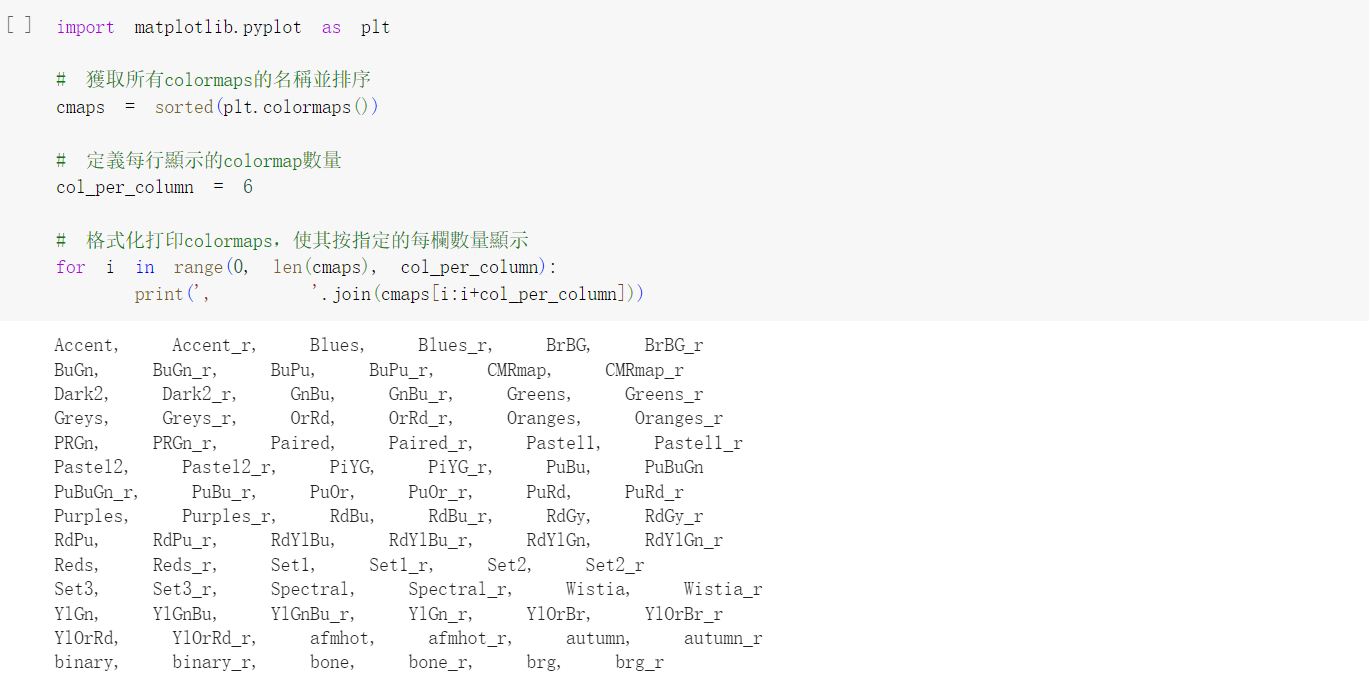 [ ] import matplotlib.pyplot as plt
# 獲取所有colormaps的名稱並排序
cmaps = sorted(plt.colormaps())
# 定義每行顯示的colormap數量
col_per_column = 6
# 格式化打印colormaps，使其按指定的每欄數量顯示
for i in range(0, len(cmaps), col_per_column):
    print(',     '.join(cmaps[i:i+col_per_column]))
Accent,     Accent_r,     Blues,     Blues_r,     BrBG,     BrBG_r
BuGn,     BuGn_r,     BuPu,     BuPu_r,     CMRmap,     CMRmap_r
Dark2,     Dark2_r,     GnBu,     GnBu_r,     Greens,     Greens_r
Greys,     Greys_r,     OrRd,     OrRd_r,     Oranges,     Oranges_r
PRGn,     PRGn_r,     Paired,     Paired_r,     Pastel1,     Pastel1_r
Pastel2,     Pastel2_r,     PiYG,     PiYG_r,     PuBu,     PuBuGn
PuBuGn_r,     PuBu_r,     PuOr,     PuOr_r,     PuRd,     PuRd_r
Purples,     Purples_r,     RdBu,     RdBu_r,     RdGy,     RdGy_r
RdPu,     RdPu_r,     RdYlBu,     RdYlBu_r,     RdYlGn,     RdYlGn_r
Reds,     Reds_r,     Set1,     Set1_r,     Set2,     Set2_r
Set3,     Set3_r,     Spectral,     Spectral_r,     Wistia,     Wistia_r
YlGn,     YlGnBu,     YlGnBu_r,     YlGn_r,     YlOrBr,     YlOrBr_r
YlOrRd,     YlOrRd_r,     afmhot,     afmhot_r,     autumn,     autumn_r
binary,     binary_r,     bone,     bone_r,     brg,     brg_r